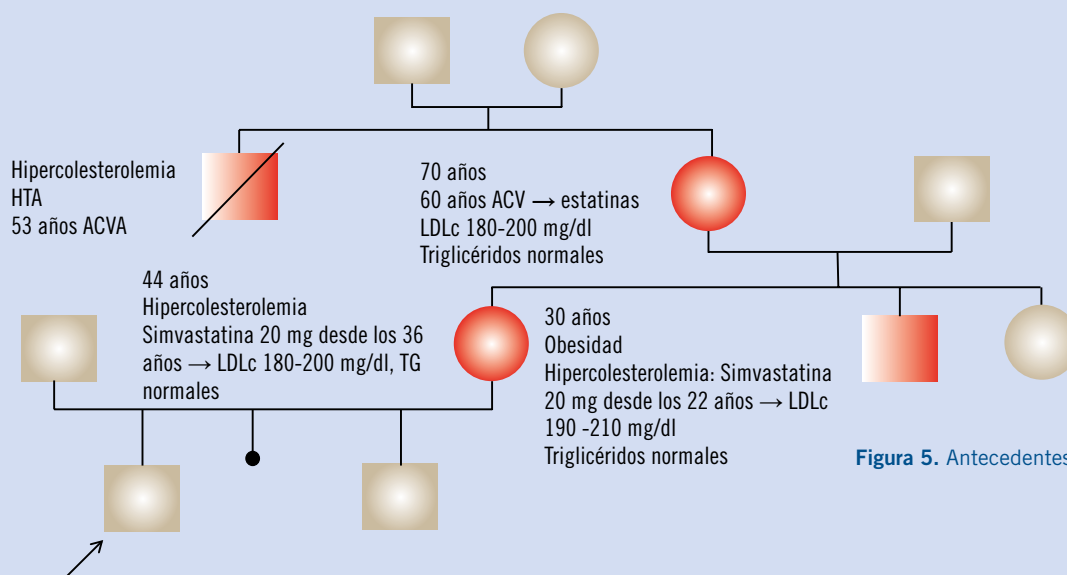 Hipercolesterolemia
HTA
53 años ACVA
70 años
60 años ACV → estatinas
LDLc 180-200 mg/dl
Triglicéridos normales
44 años
Hipercolesterolemia
Simvastatina 20 mg desde los 36
años → LDLc 180-200 mg/dl, TG
normales
30 años
Obesidad
Hipercolesterolemia: Simvastatina
20 mg desde los 22 años → LDLc
190 -210 mg/dl
Triglicéridos normales
Figura 5. Antecedentes